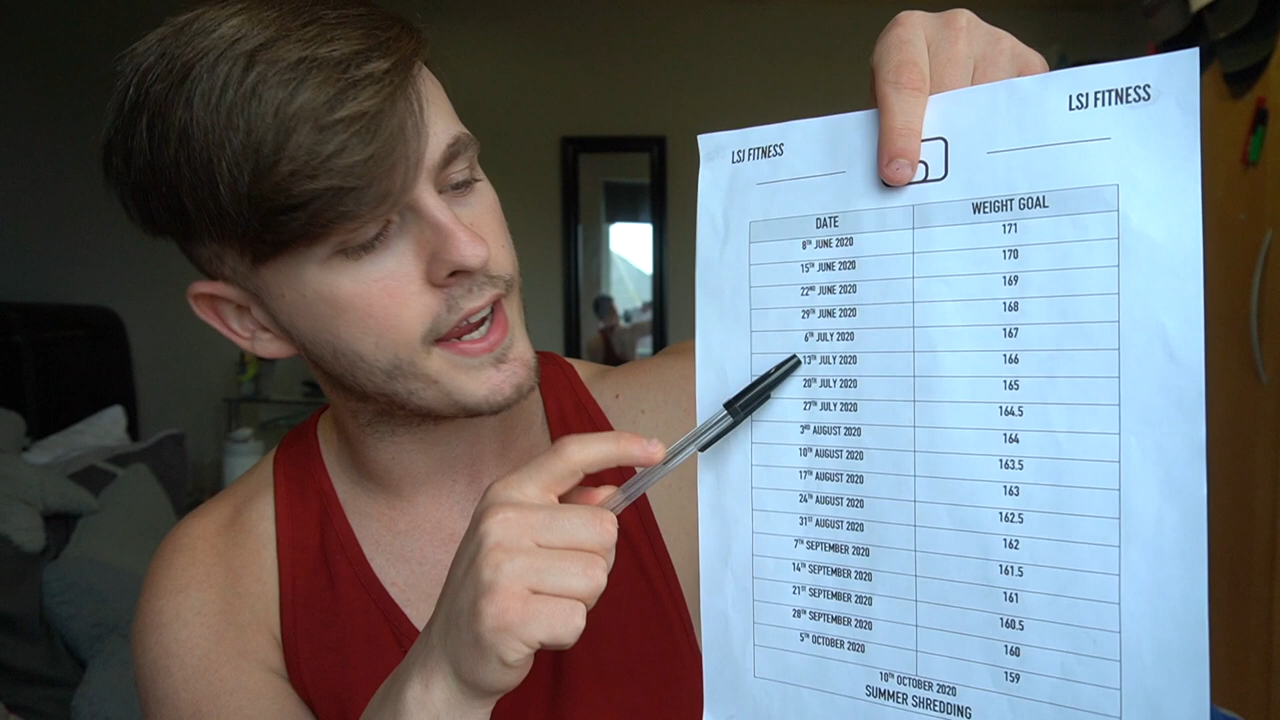 LSJ FITNESS
LSJ FITNESS
DATE WEIGHT GOAL
8TH JUNE 2020 171
15TH JUNE 2020 170
22ND JUNE 2020 169
29TH JUNE 2020 168
6TH JULY 2020 167
13TH JULY 2020 166
20TH JULY 2020 165
27TH JULY 2020 164.5
3RD AUGUST 2020 164
10TH AUGUST 2020 163.5
17TH AUGUST 2020 163
24TH AUGUST 2020 162.5
31ST AUGUST 2020 162
7TH SEPTEMBER 2020 161.5
14TH SEPTEMBER 2020 161
21ST SEPTEMBER 2020 160.5
28TH SEPTEMBER 2020 160
5TH OCTOBER 2020 159
10TH OCTOBER 2020
SUMMER SHREDDING